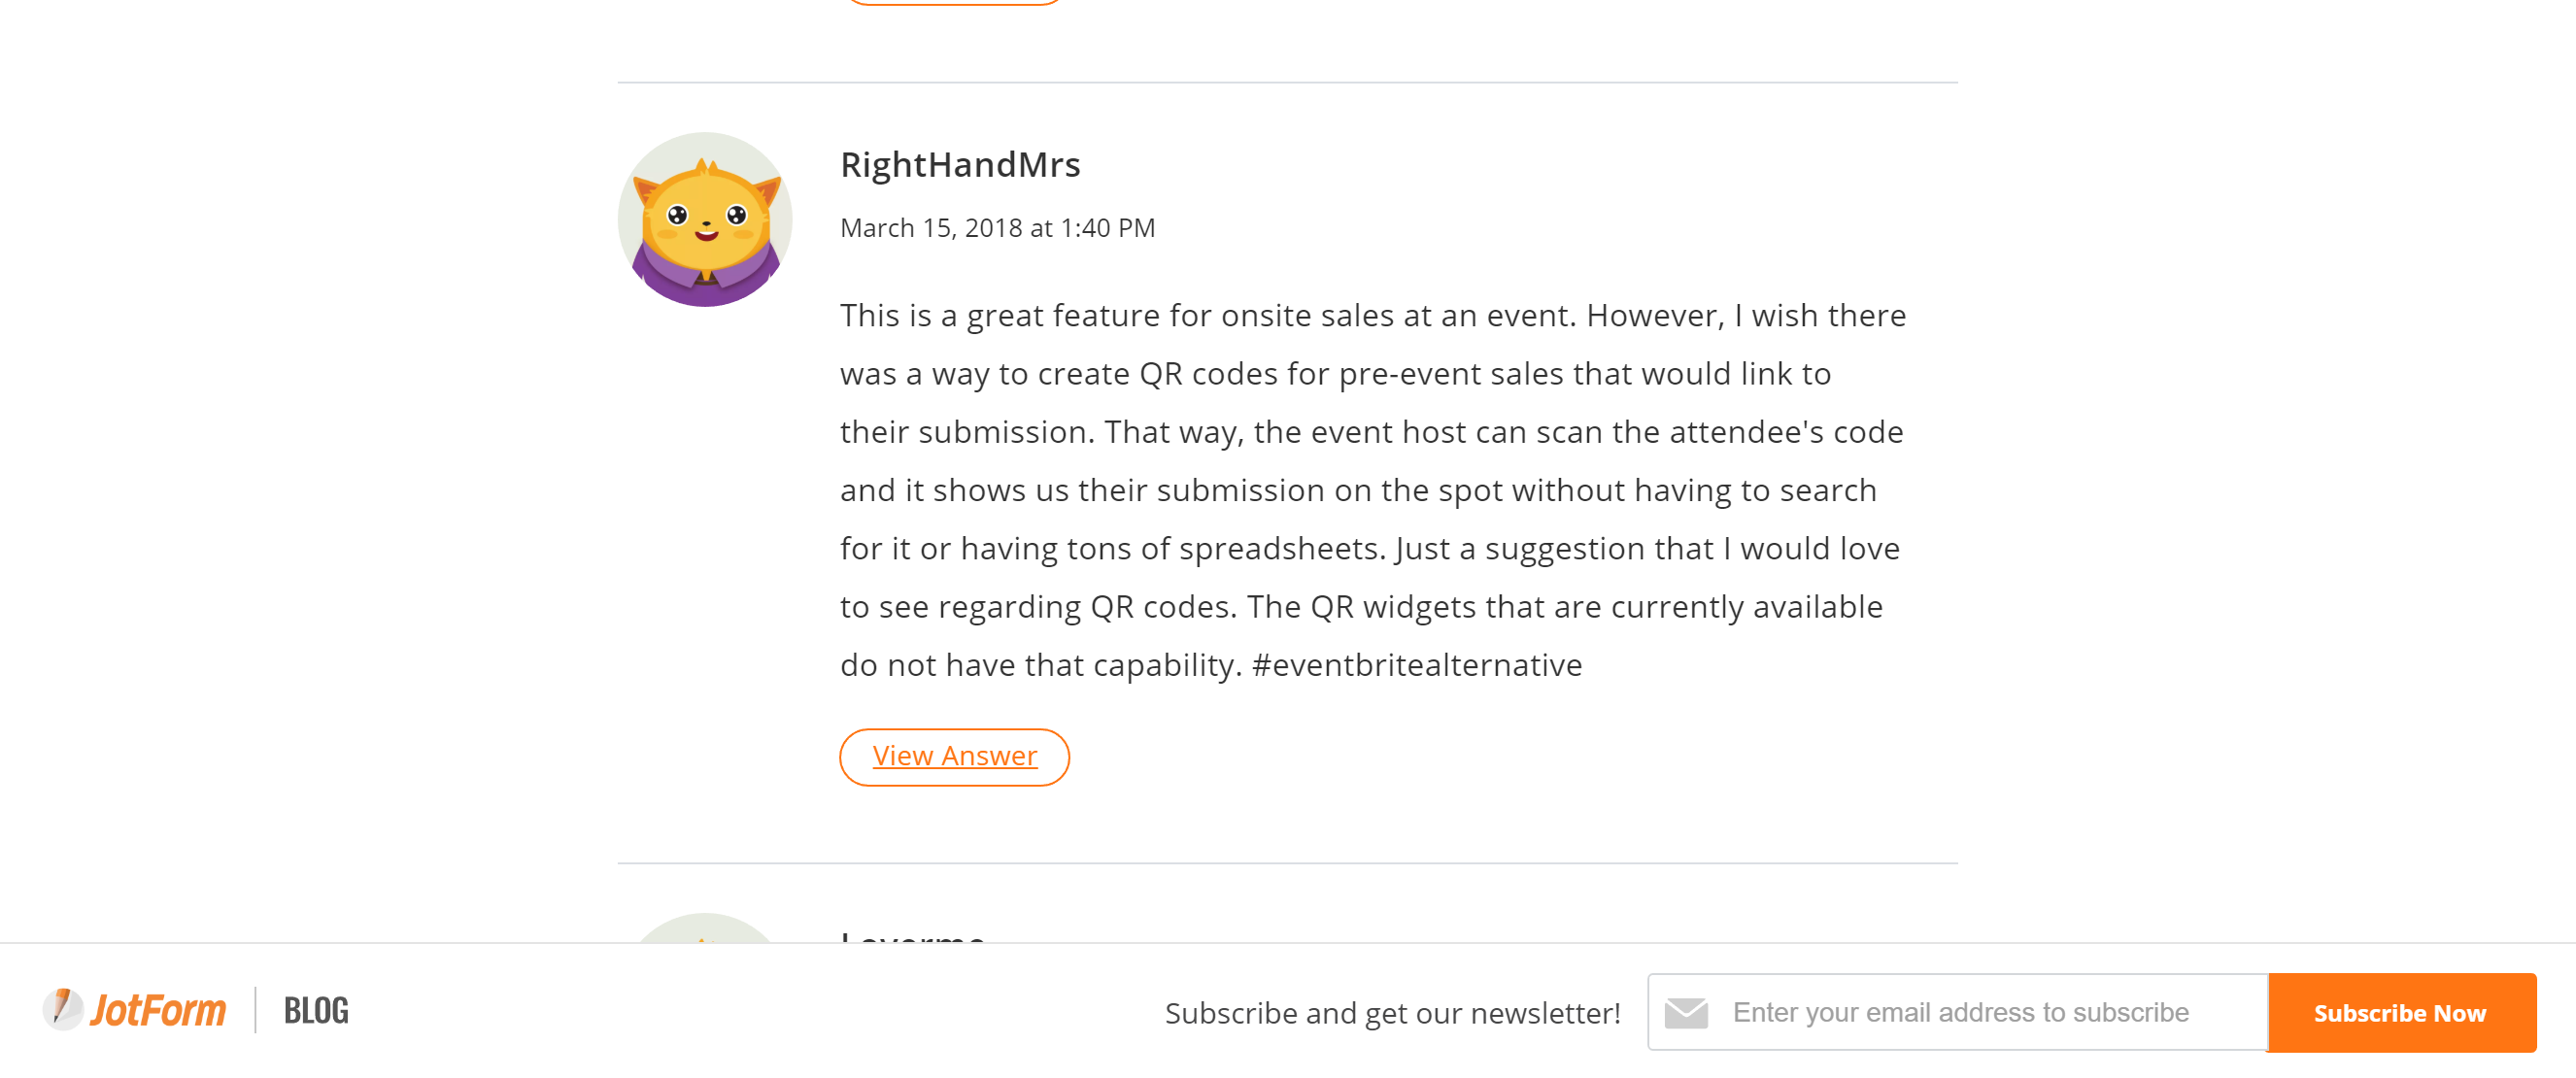 RightHandMrs
March 15, 2018 at 1:40 PM
This is a great feature for onsite sales at an event. However, I wish there
was a way to create QR codes for pre-event sales that would link to
their submission. That way, the event host can scan the attendee's code
and it shows us their submission on the spot without having to search
for it or having tons of spreadsheets. Just a suggestion that I would love
to see regarding QR codes. The QR widgets that are currently available
do not have that capability. #eventbritealternative
View Answer
JotForm BLOG
Subscribe and get our newsletter!
Enter your email address to subscribe
Subscribe Now